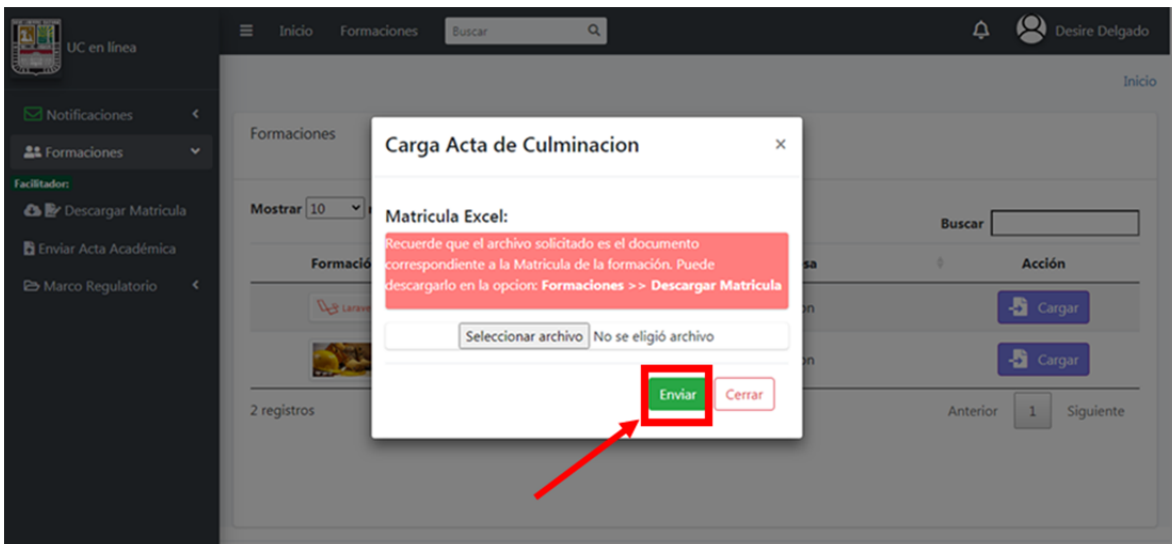 UC en línea
Inicio Formaciones Buscar Desire Delgado
Inicio
Notificaciones
Formaciones
Facilitador:
Descargar Matricula
Enviar Acta Académica
Marco Regulatorio
Formaciones
Mostrar 10
Buscar
Formació
sa
Acción
Larave
on
Cargar
on
Cargar
2 registros
Anterior 1 Siguiente
Carga Acta de Culminacion ×
Matricula Excel:
Recuerde que el archivo solicitado es el documento
correspondiente a la Matricula de la formación. Puede
descargarlo en la opcion: Formaciones >> Descargar Matricula
Seleccionar archivo No se eligió archivo
Enviar Cerrar